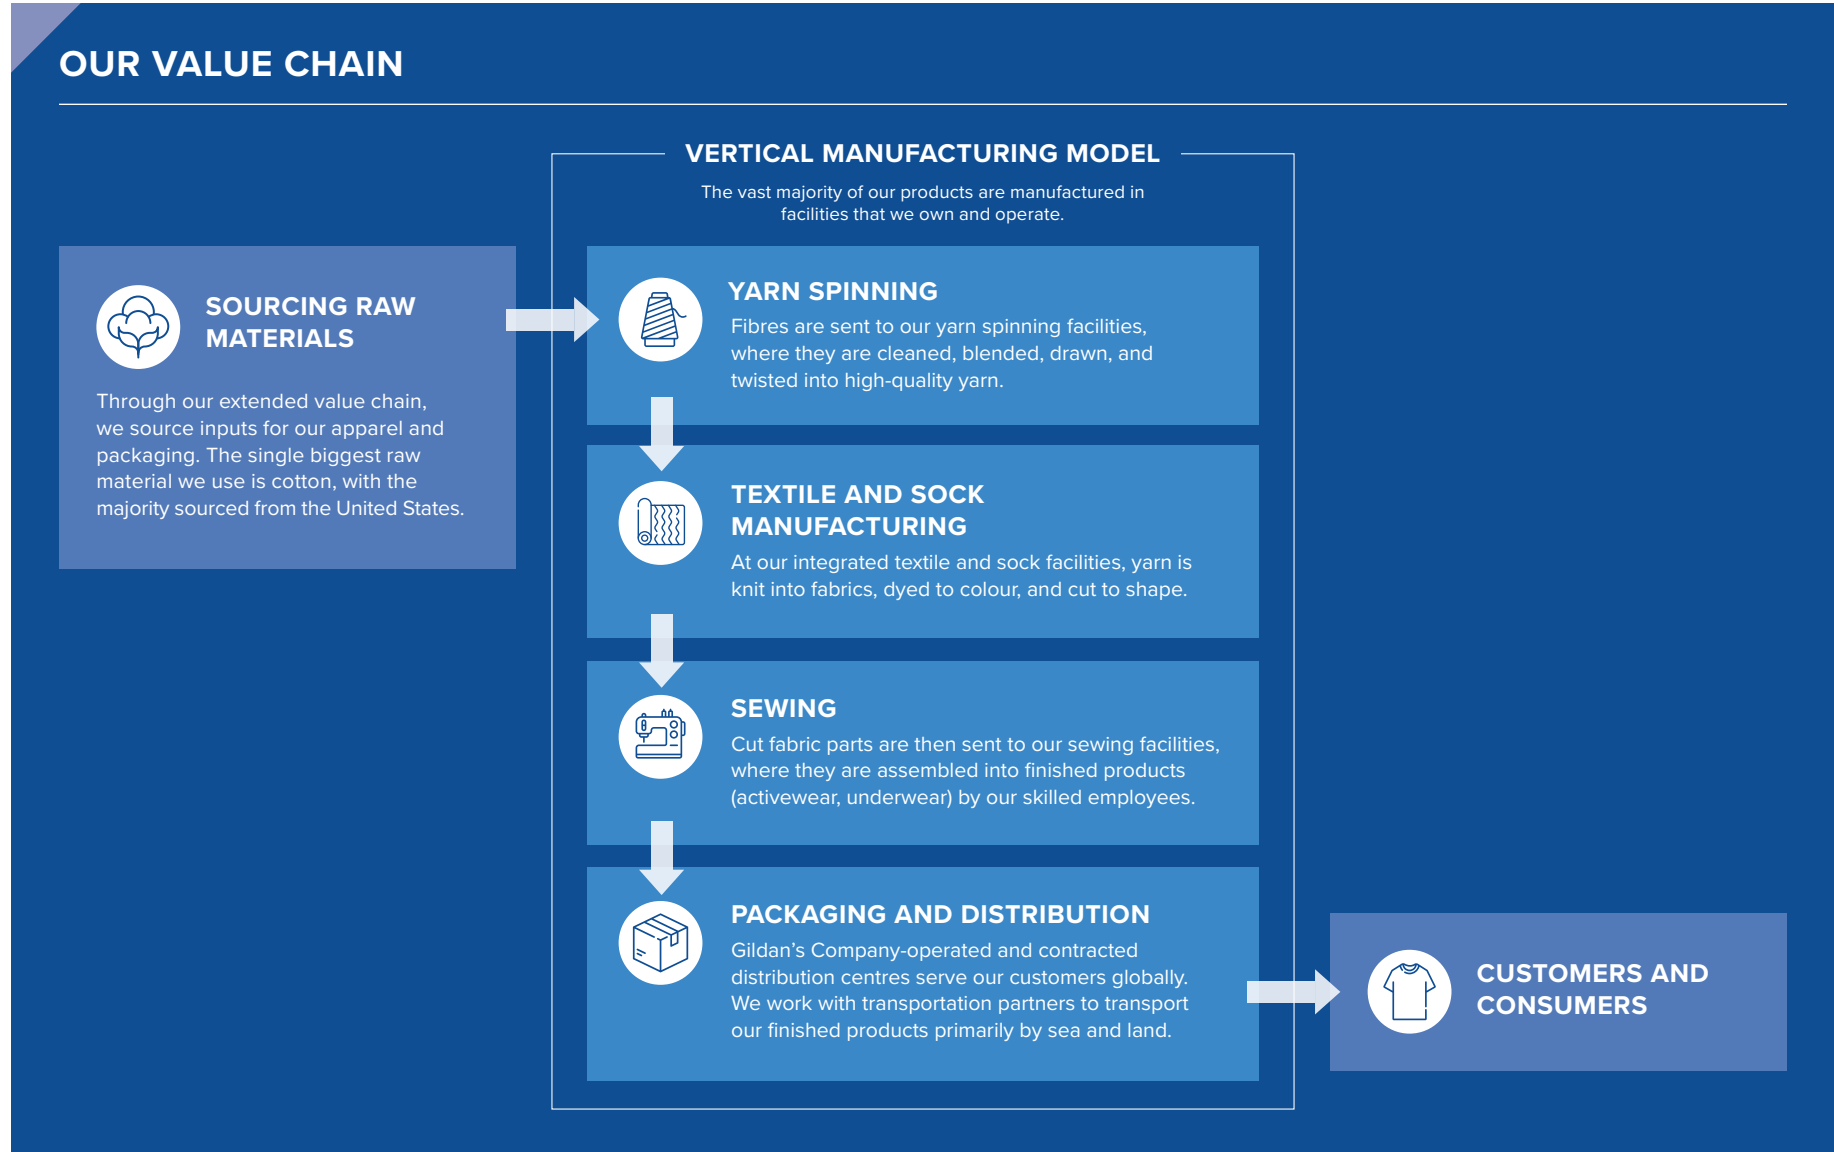 OUR VALUE CHAIN
VERTICAL MANUFACTURING MODEL
The vast majority of our products are manufactured in
facilities that we own and operate.
SOURCING RAW
MATERIALS
Through our extended value chain,
we source inputs for our apparel and
packaging. The single biggest raw
material we use is cotton, with the
majority sourced from the United States.
YARN SPINNING
Fibres are sent to our yarn spinning facilities,
where they are cleaned, blended, drawn, and
twisted into high-quality yarn.
TEXTILE AND SOCK
MANUFACTURING
At our integrated textile and sock facilities, yarn is
knit into fabrics, dyed to colour, and cut to shape.
SEWING
Cut fabric parts are then sent to our sewing facilities,
where they are assembled into finished products
(activewear, underwear) by our skilled employees.
PACKAGING AND DISTRIBUTION
Gildan’s Company-operated and contracted
distribution centres serve our customers globally.
We work with transportation partners to transport
our finished products primarily by sea and land.
CUSTOMERS AND
CONSUMERS